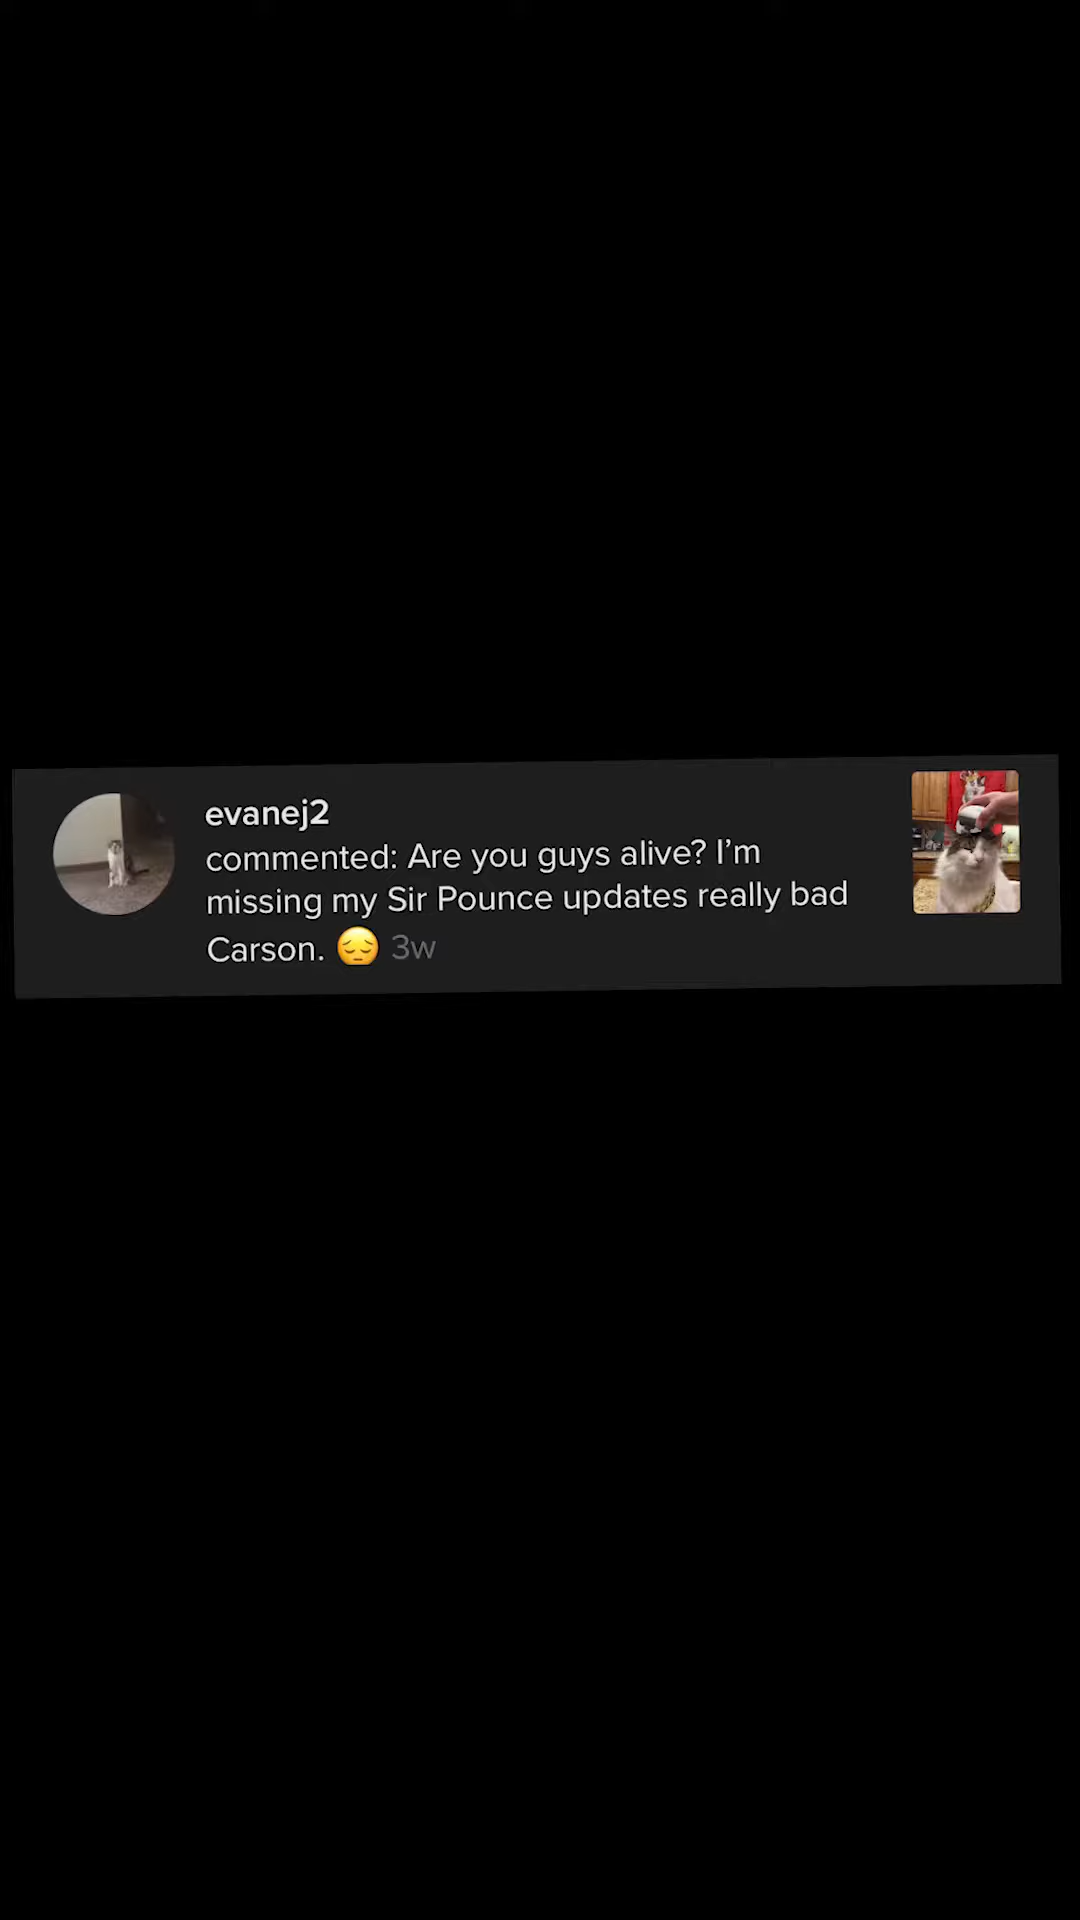 evanej2
commented: Are you guys alive? I’m
missing my Sir Pounce updates really bad
Carson. 😔 3w